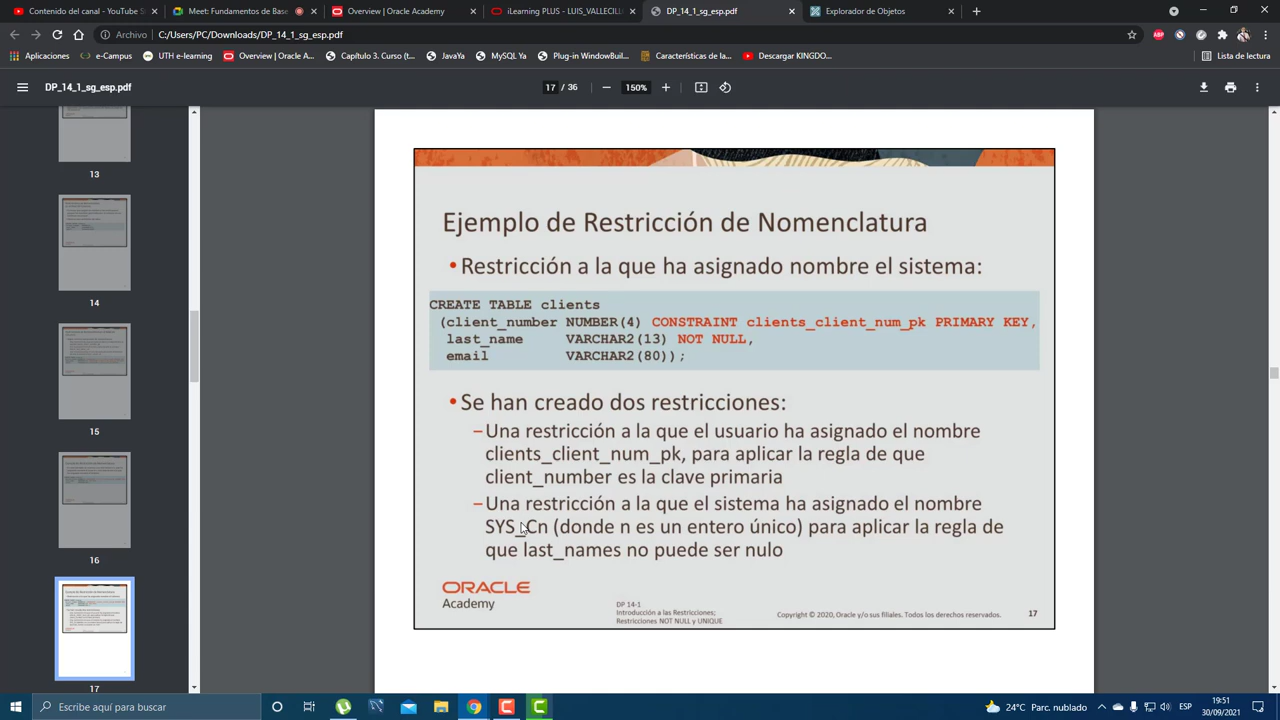 Contenido del canal - YouTube S
Meet: Fundamentos de Base
Overview | Oracle Academy
iLearning PLUS - LUIS_VALLECILL
DP_14_1_sg_esp.pdf
Explorador de Objetos
Archivo
C:/Users/PC/Downloads/DP_14_1_sg_esp.pdf
ABP
Aplicaciones
e-Campus
UTH e-learning
Overview | Oracle A...
Capítulo 3. Curso (t...
JavaYa
MySQL Ya
Plug-in WindowBuil...
Características de la...
Descarcar KINGDO...
Lista de lectura
DP_14_1_sg_esp.pdf
17 / 36
150%
13
14
15
16
17
Ejemplo de Restricción de Nomenclatura
•Restricción a la que ha asignado nombre el sistema:
CREATE TABLE clients
(client_number NUMBER(4) CONSTRAINT clients_client_num_pk PRIMARY KEY,
last_name VARCHAR2(13) NOT NULL,
email VARCHAR2(80));
•Se han creado dos restricciones:
–Una restricción a la que el usuario ha asignado el nombre
clients_client_num_pk, para aplicar la regla de que
client_number es la clave primaria
–Una restricción a la que el sistema ha asignado el nombre
SYS_Cn (donde n es un entero único) para aplicar la regla de
que last_names no puede ser nulo
ORACLE
Academy
DP 14-1
Introducción a las Restricciones;
Restricciones NOT NULL y UNIQUE
Copyright © 2020, Oracle y/o sus filiales. Todos los derechos reservados.
17
Escribe aquí para buscar
24°C Parc. nublado
ESP
19:51
30/09/2021